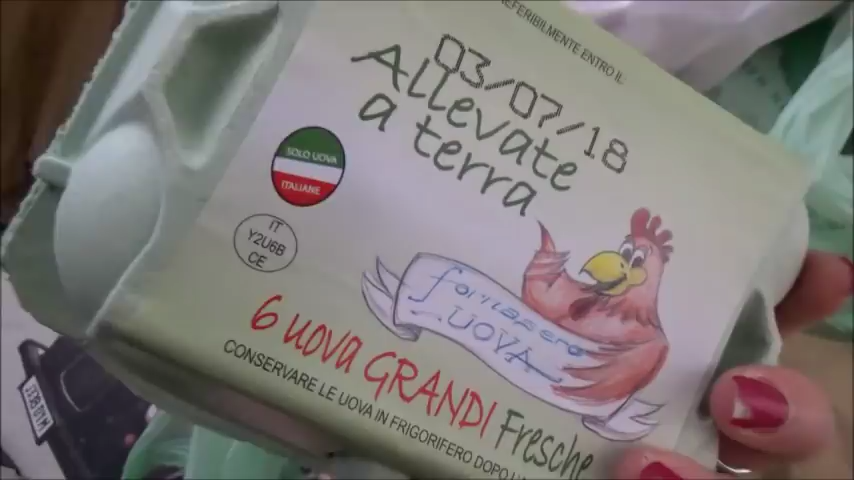 REFERIBILMENTE ENTRO IL
03/07/18
Allevate
a terra
SOLO UOVA
ITALIANE
IT
Y2U6B
CE
UOVA
6 uova GRANDI Fresche
CONSERVARE LE UOVA IN FRIGORIFERO DOPO